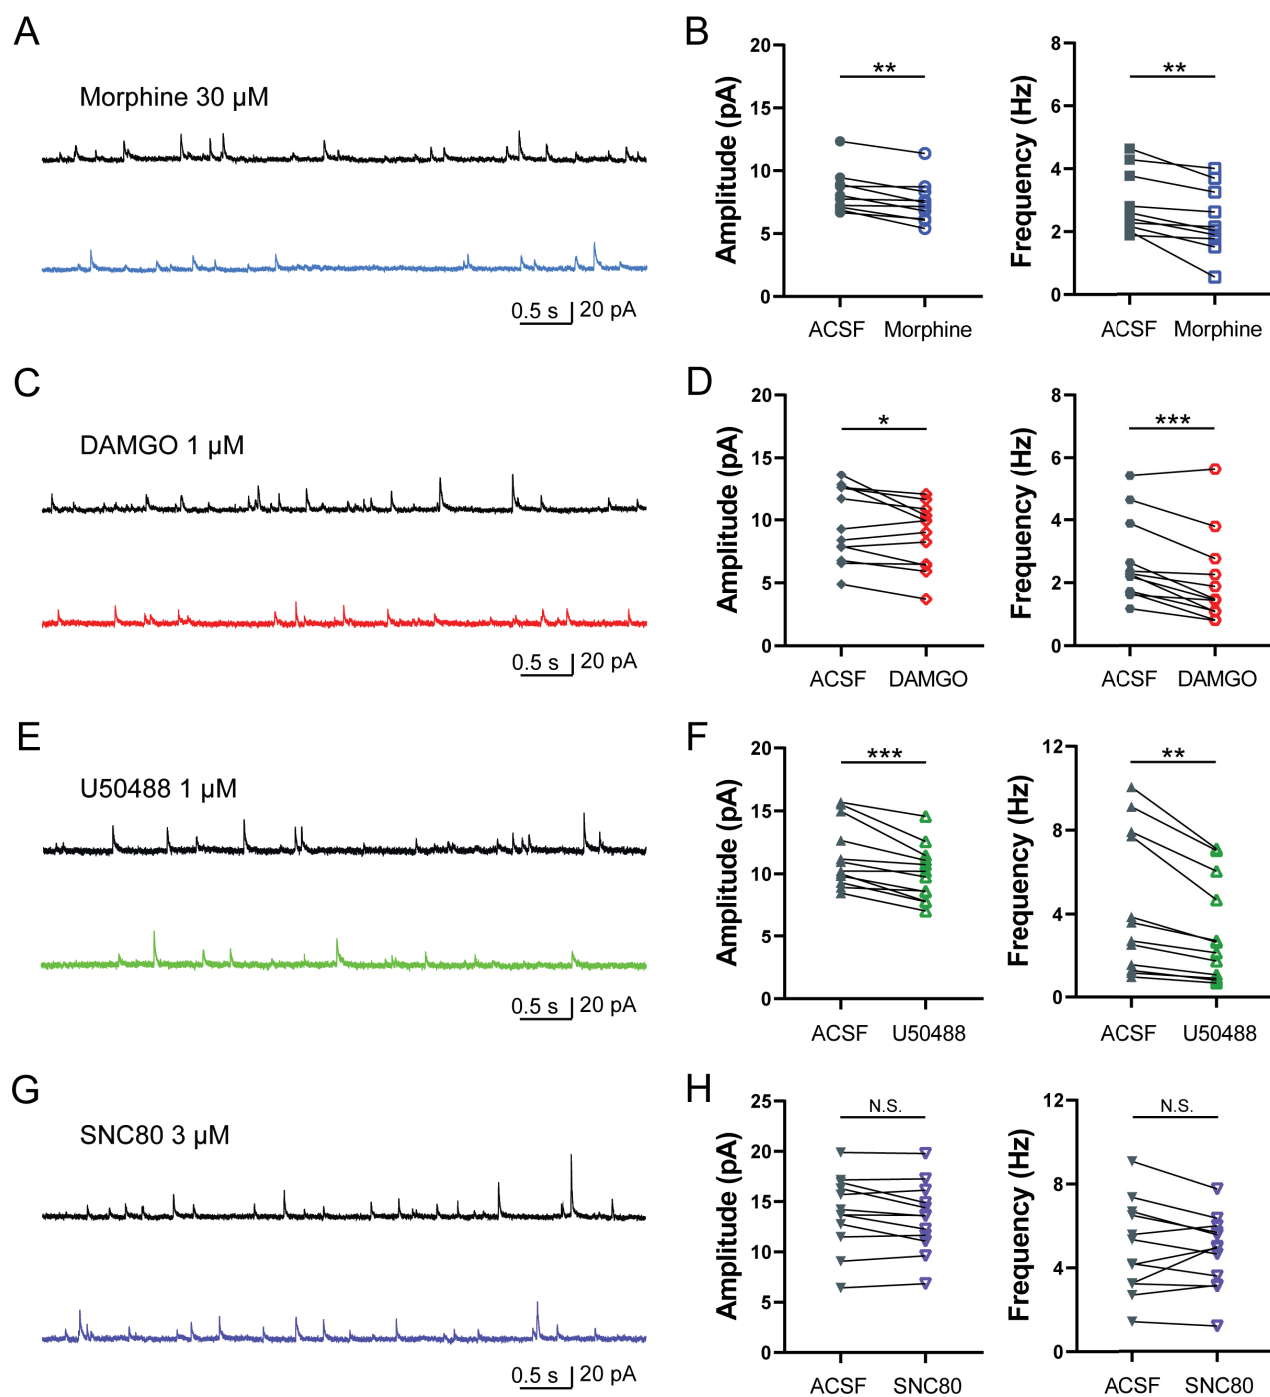 A
Morphine 30 µM
0.5 s
20 pA
B
Amplitude (pA)
20
15
10
5
0
**
ACSF
Morphine
Frequency (Hz)
8
6
4
2
0
**
ACSF
Morphine
C
DAMGO 1 µM
0.5 s
20 pA
D
Amplitude (pA)
20
15
10
5
0
*
ACSF
DAMGO
Frequency (Hz)
8
6
4
2
0
***
ACSF
DAMGO
E
U50488 1 µM
0.5 s
20 pA
F
Amplitude (pA)
20
15
10
5
0
***
ACSF
U50488
Frequency (Hz)
12
8
4
0
**
ACSF
U50488
G
SNC80 3 µM
0.5 s
20 pA
H
Amplitude (pA)
25
20
15
10
5
0
N.S.
ACSF
SNC80
Frequency (Hz)
12
8
4
0
N.S.
ACSF
SNC80